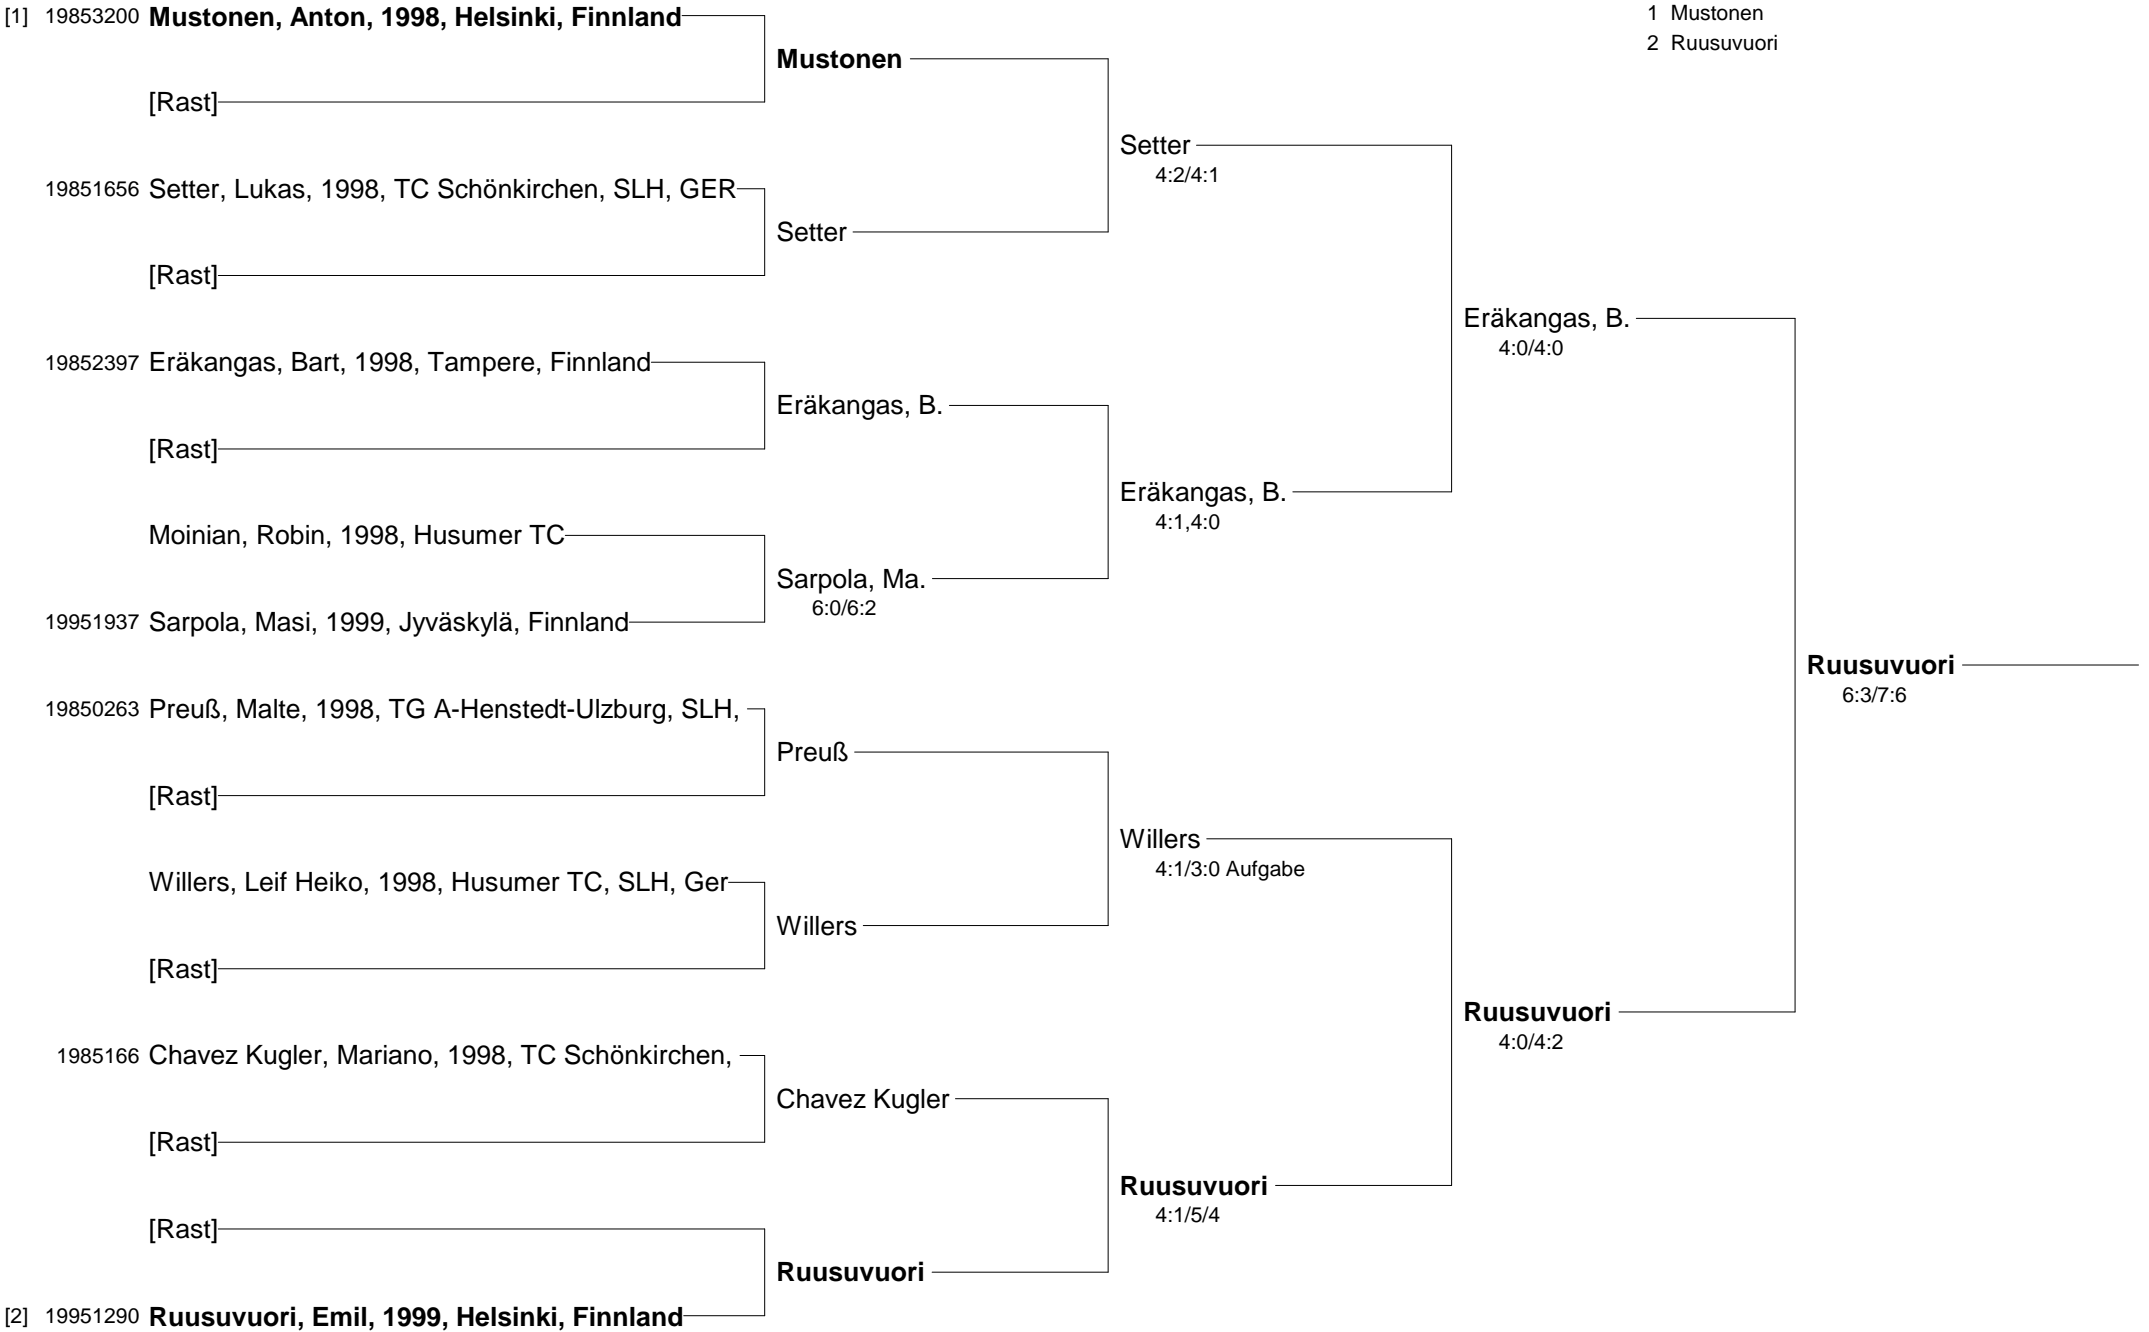 [1] 19853200 Mustonen, Anton, 1998, Helsinki, Finnland
1 Mustonen
2 Ruusuvuori
Mustonen
[Rast]
Setter
4:2/4:1
19851656 Setter, Lukas, 1998, TC Schönkirchen, SLH, GER
Setter
[Rast]
Eräkangas, B.
4:0/4:0
19852397 Eräkangas, Bart, 1998, Tampere, Finnland
Eräkangas, B.
[Rast]
Eräkangas, B.
4:1,4:0
Moinian, Robin, 1998, Husumer TC
Sarpola, Ma.
6:0/6:2
19951937 Sarpola, Masi, 1999, Jyväskylä, Finnland
Ruusuvuori
6:3/7:6
19850263 Preuß, Malte, 1998, TG A-Henstedt-Ulzburg, SLH,
Preuß
[Rast]
Willers
4:1/3:0 Aufgabe
Willers, Leif Heiko, 1998, Husumer TC, SLH, Ger
Willers
[Rast]
Ruusuvuori
4:0/4:2
1985166 Chavez Kugler, Mariano, 1998, TC Schönkirchen,
Chavez Kugler
[Rast]
Ruusuvuori
4:1/5/4
[Rast]
Ruusuvuori
[2] 19951290 Ruusuvuori, Emil, 1999, Helsinki, Finnland